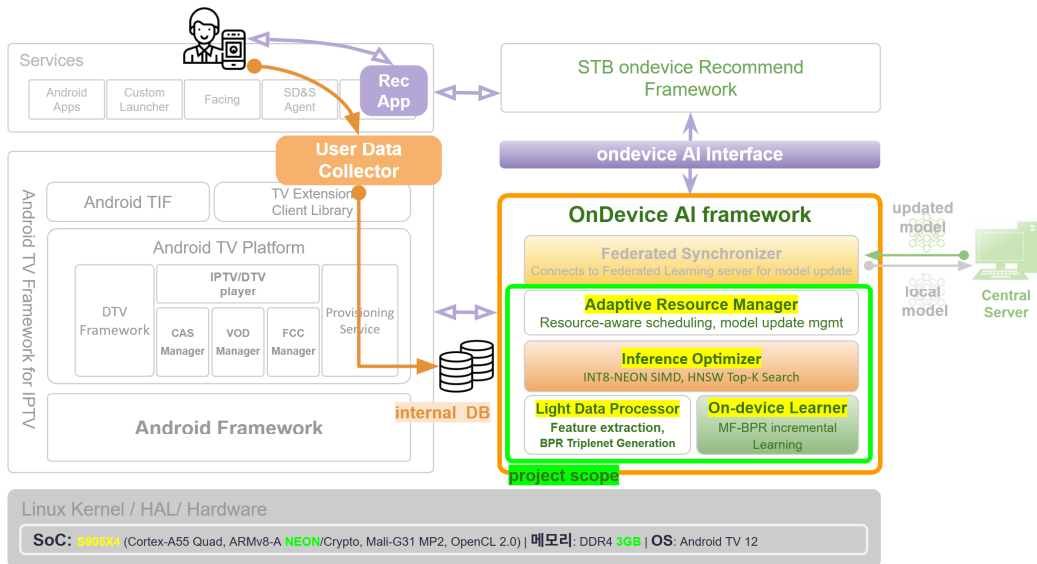 Services
Android
Apps
Custom
Launcher
Facing
SD&S
Agent
Rec
App
STB ondevice Recommend
Framework
User Data
Collector
ondevice AI Interface
Android TV Framework for IPTV
Android TIF
TV Extension
Client Library
Android TV Platform
DTV
Framework
IPTV/DTV
player
CAS
Manager
VOD
Manager
FCC
Manager
Provisioning
Service
internal DB
Android Framework
OnDevice AI framework
Federated Synchronizer
Connects to Federated Learning server for model update
Adaptive Resource Manager
Resource-aware scheduling, model update mgmt
Inference Optimizer
INT8-NEON SIMD, HNSW Top-K Search
Light Data Processor
Feature extraction,
BPR Triplenet Generation
On-device Learner
MF-BPR incremental
Learning
project scope
updated
model
local
model
Central
Server
Linux Kernel / HAL/ Hardware
SoC: S905X4 (Cortex-A55 Quad, ARMv8-A NEON/Crypto, Mali-G31 MP2, OpenCL 2.0) | 메모리: DDR4 3GB | OS: Android TV 12